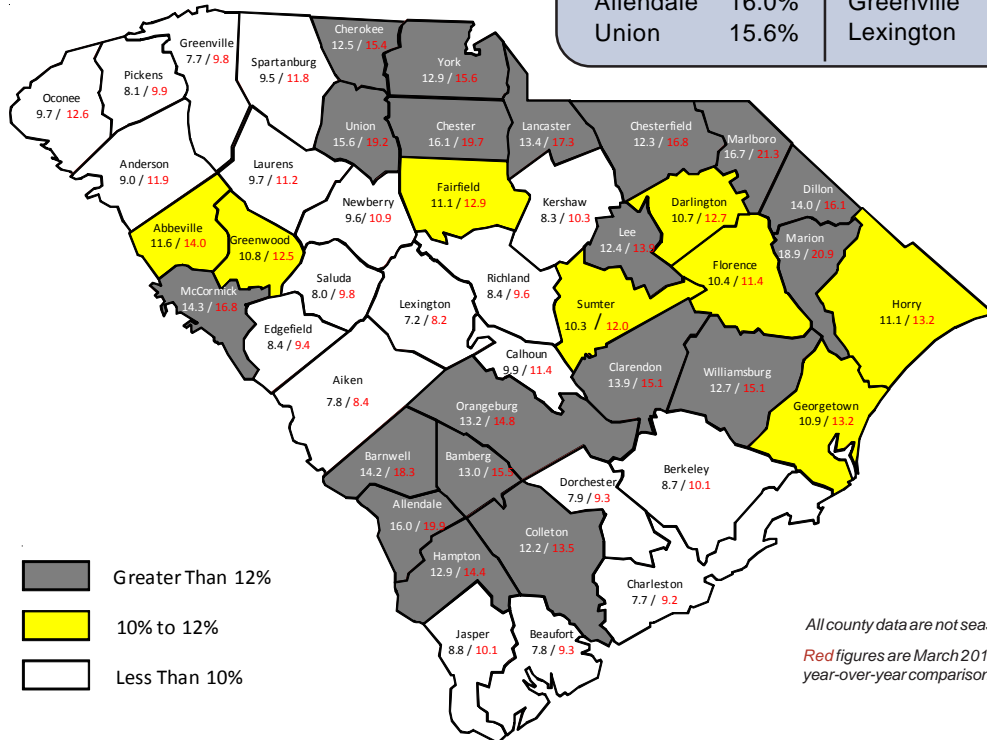 Allendale 16.0% Greenville
Union 15.6% Lexington
Cherokee
12.5 / 15.4
Greenville
7.7 / 9.8
York
12.9 / 15.6
Spartanburg
9.5 / 11.8
Pickens
8.1 / 9.9
Oconee
9.7 / 12.6
Union
15.6 / 19.2
Chester
16.1 / 19.7
Lancaster
13.4 / 17.3
Chesterfield
12.3 / 16.8
Marlboro
16.7 / 21.3
Anderson
9.0 / 11.9
Laurens
9.7 / 11.2
Dillon
14.0 / 16.1
Fairfield
11.1 / 12.9
Newberry
9.6 / 10.9
Kershaw
8.3 / 10.3
Darlington
10.7 / 12.7
Abbeville
11.6 / 14.0
Greenwood
10.8 / 12.5
Lee
12.4 / 13.9
Marion
18.9 / 20.9
Florence
10.4 / 11.4
Saluda
8.0 / 9.8
Richland
8.4 / 9.6
McCormick
14.3 / 16.8
Lexington
7.2 / 8.2
Sumter
10.3 / 12.0
Horry
11.1 / 13.2
Edgefield
8.4 / 9.4
Calhoun
9.9 / 11.4
Clarendon
13.9 / 15.1
Williamsburg
12.7 / 15.1
Aiken
7.8 / 8.4
Orangeburg
13.2 / 14.8
Georgetown
10.9 / 13.2
Barnwell
14.2 / 18.3
Bamberg
13.0 / 15.5
Dorchester
7.9 / 9.3
Berkeley
8.7 / 10.1
Allendale
16.0 / 19.9
Colleton
12.2 / 13.5
Hampton
12.9 / 14.4
Charleston
7.7 / 9.2
Jasper
8.8 / 10.1
Beaufort
7.8 / 9.3
Greater Than 12%
10% to 12%
Less Than 10%
All county data are not sea
Red figures are March 201
year-over-year comparison